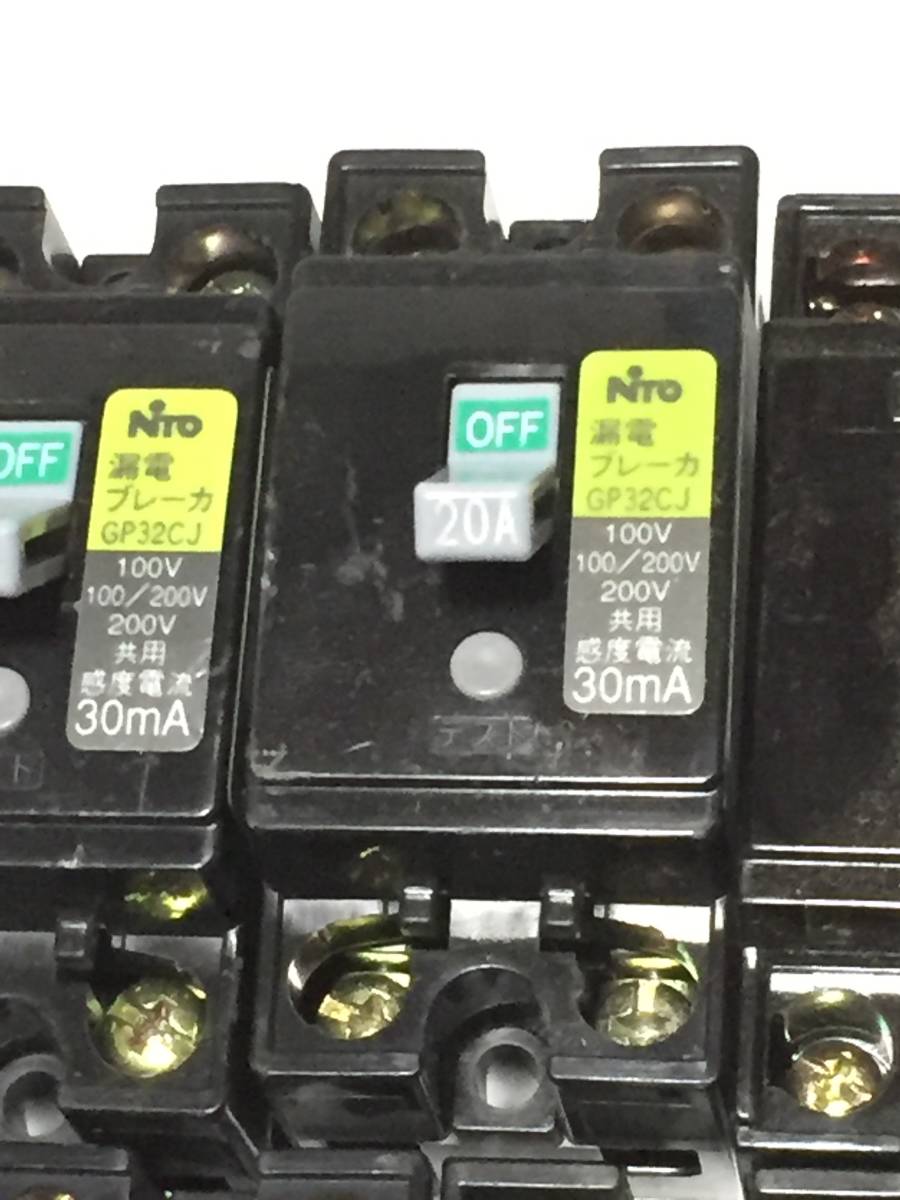 OFF
NiTO
漏電
ブレーカ
GP32CJ
100V
100/200V
200V
共用
感度電流
30mA
ト
OFF
20A
NiTO
漏電
ブレーカ
GP32CJ
100V
100/200V
200V
共用
感度電流
30mA
テスト